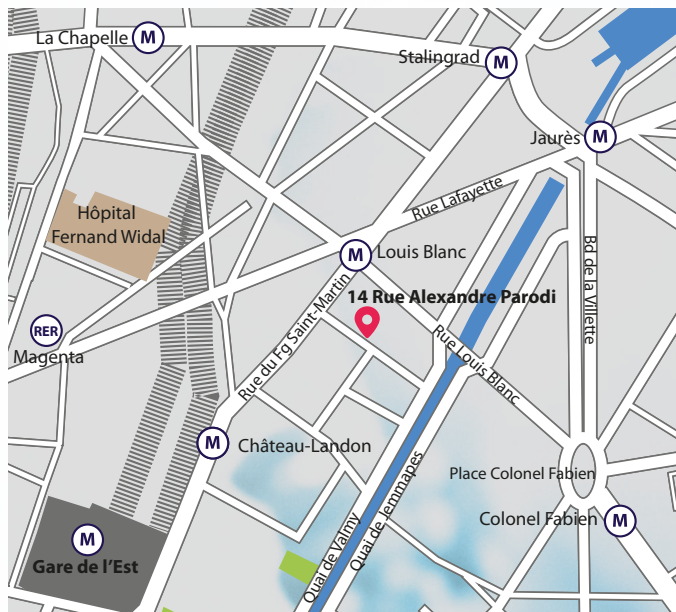 La Chapelle
M
Stalingrad
M
Jaurès
M
Rue Lafayette
Hôpital
Fernand Widal
M
Louis Blanc
Bd de la Villette
14 Rue Alexandre Parodi
RER
Magenta
Rue du Fg Saint-Martin
Rue Louis Blanc
M
Château-Landon
Place Colonel Fabien
Colonel Fabien
M
M
Gare de l'Est
Quai de Valmy
Quai de Jemmapes